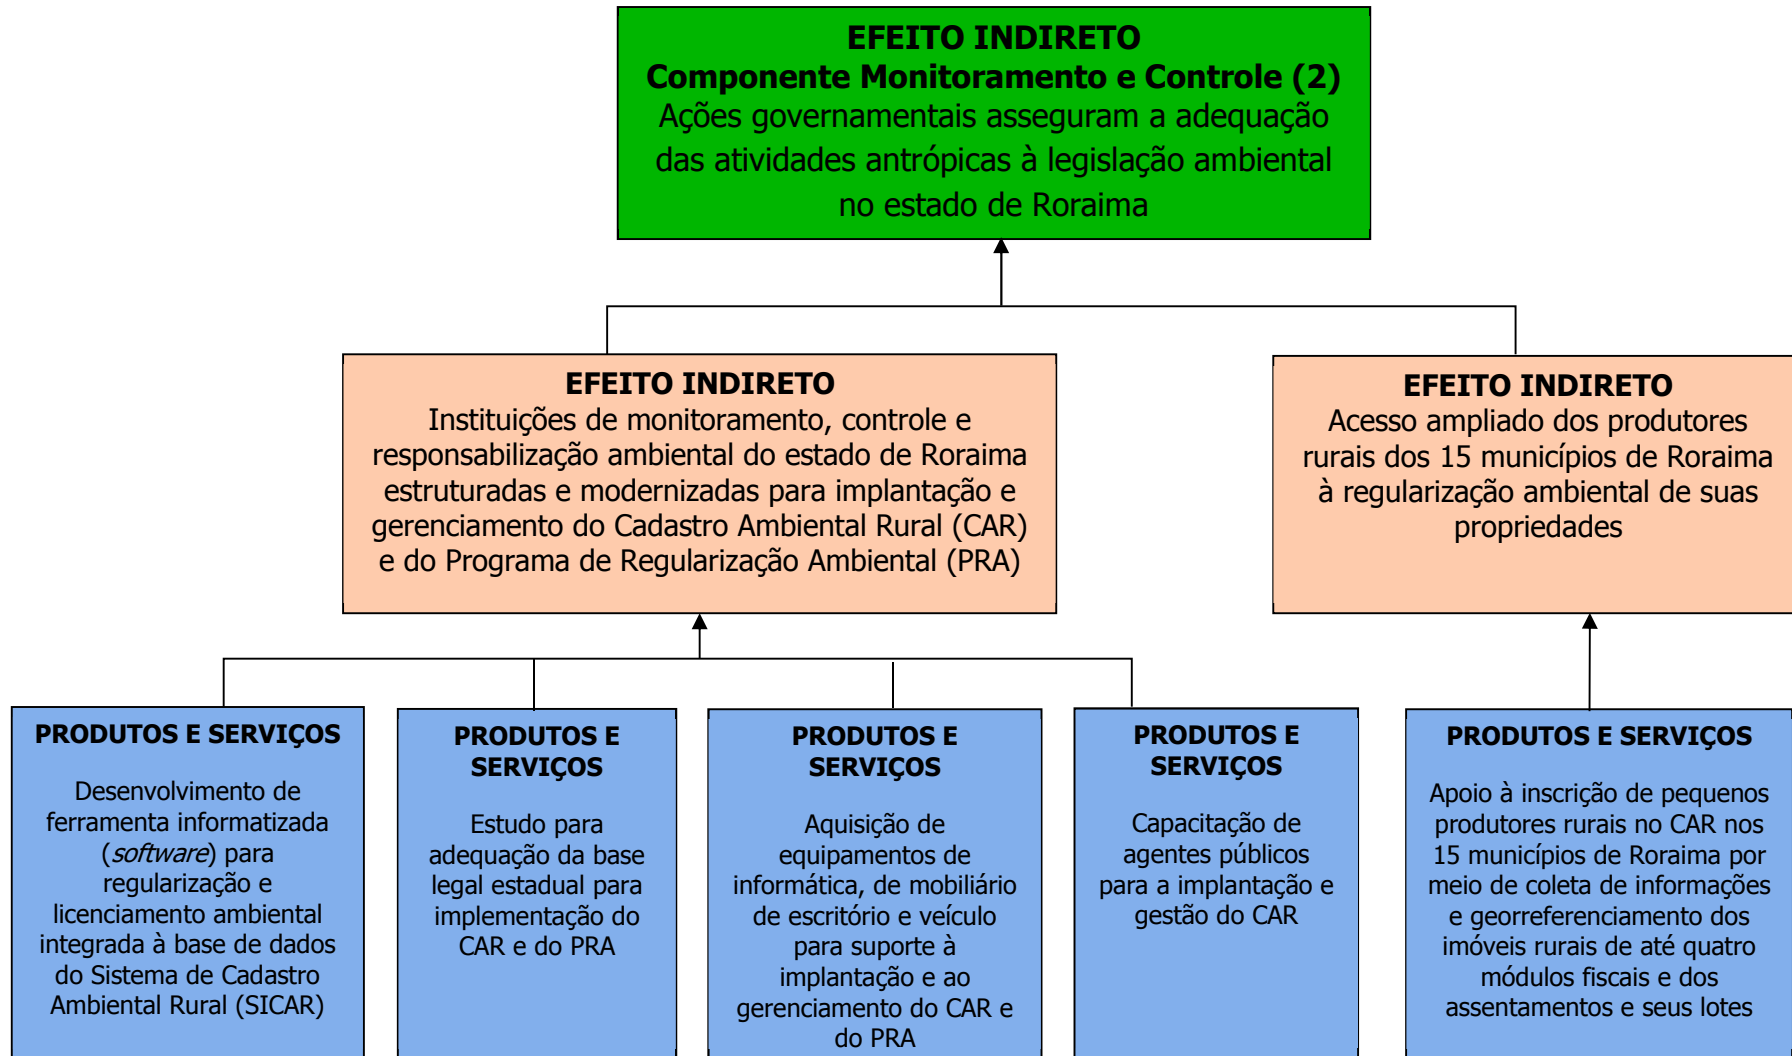 EFEITO INDIRETO
Componente Monitoramento e Controle (2)
Ações governamentais asseguram a adequação
das atividades antrópicas à legislação ambiental
no estado de Roraima
EFEITO INDIRETO
Instituições de monitoramento, controle e
responsabilização ambiental do estado de Roraima
estruturadas e modernizadas para implantação e
gerenciamento do Cadastro Ambiental Rural (CAR)
e do Programa de Regularização Ambiental (PRA)
EFEITO INDIRETO
Acesso ampliado dos produtores
rurais dos 15 municípios de Roraima
à regularização ambiental de suas
propriedades
PRODUTOS E SERVIÇOS
Desenvolvimento de
ferramenta informatizada
(software) para
regularização e
licenciamento ambiental
integrada à base de dados
do Sistema de Cadastro
Ambiental Rural (SICAR)
PRODUTOS E
SERVIÇOS
Estudo para
adequação da base
legal estadual para
implementação do
CAR e do PRA
PRODUTOS E
SERVIÇOS
Aquisição de
equipamentos de
informática, de mobiliário
de escritório e veículo
para suporte à
implantação e ao
gerenciamento do CAR e
do PRA
PRODUTOS E
SERVIÇOS
Capacitação de
agentes públicos
para a implantação e
gestão do CAR
PRODUTOS E SERVIÇOS
Apoio à inscrição de pequenos
produtores rurais no CAR nos
15 municípios de Roraima por
meio de coleta de informações
e georreferenciamento dos
imóveis rurais de até quatro
módulos fiscais e dos
assentamentos e seus lotes